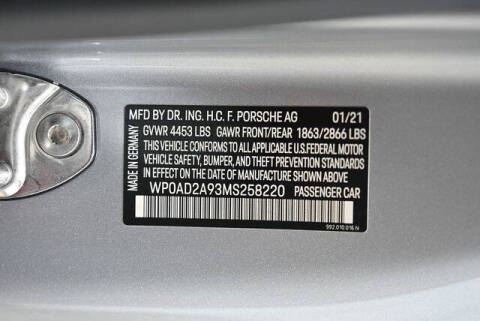 MFD BY DR. ING. H.C. F. PORSCHE AG 01/21
GVWR 4453 LBS GAWR FRONT/REAR 1863/2866 LBS
THIS VEHICLE CONFORMS TO ALL APPLICABLE U.S.FEDERAL MOTOR
VEHICLE SAFETY, BUMPER, AND THEFT PREVENTION STANDARDS
IN EFFECT ON THE DATE OF MANUFACTURE SHOWN ABOVE.
WP0AD2A93MS258220 PASSENGER CAR
MADE IN GERMANY
992.010.016 N